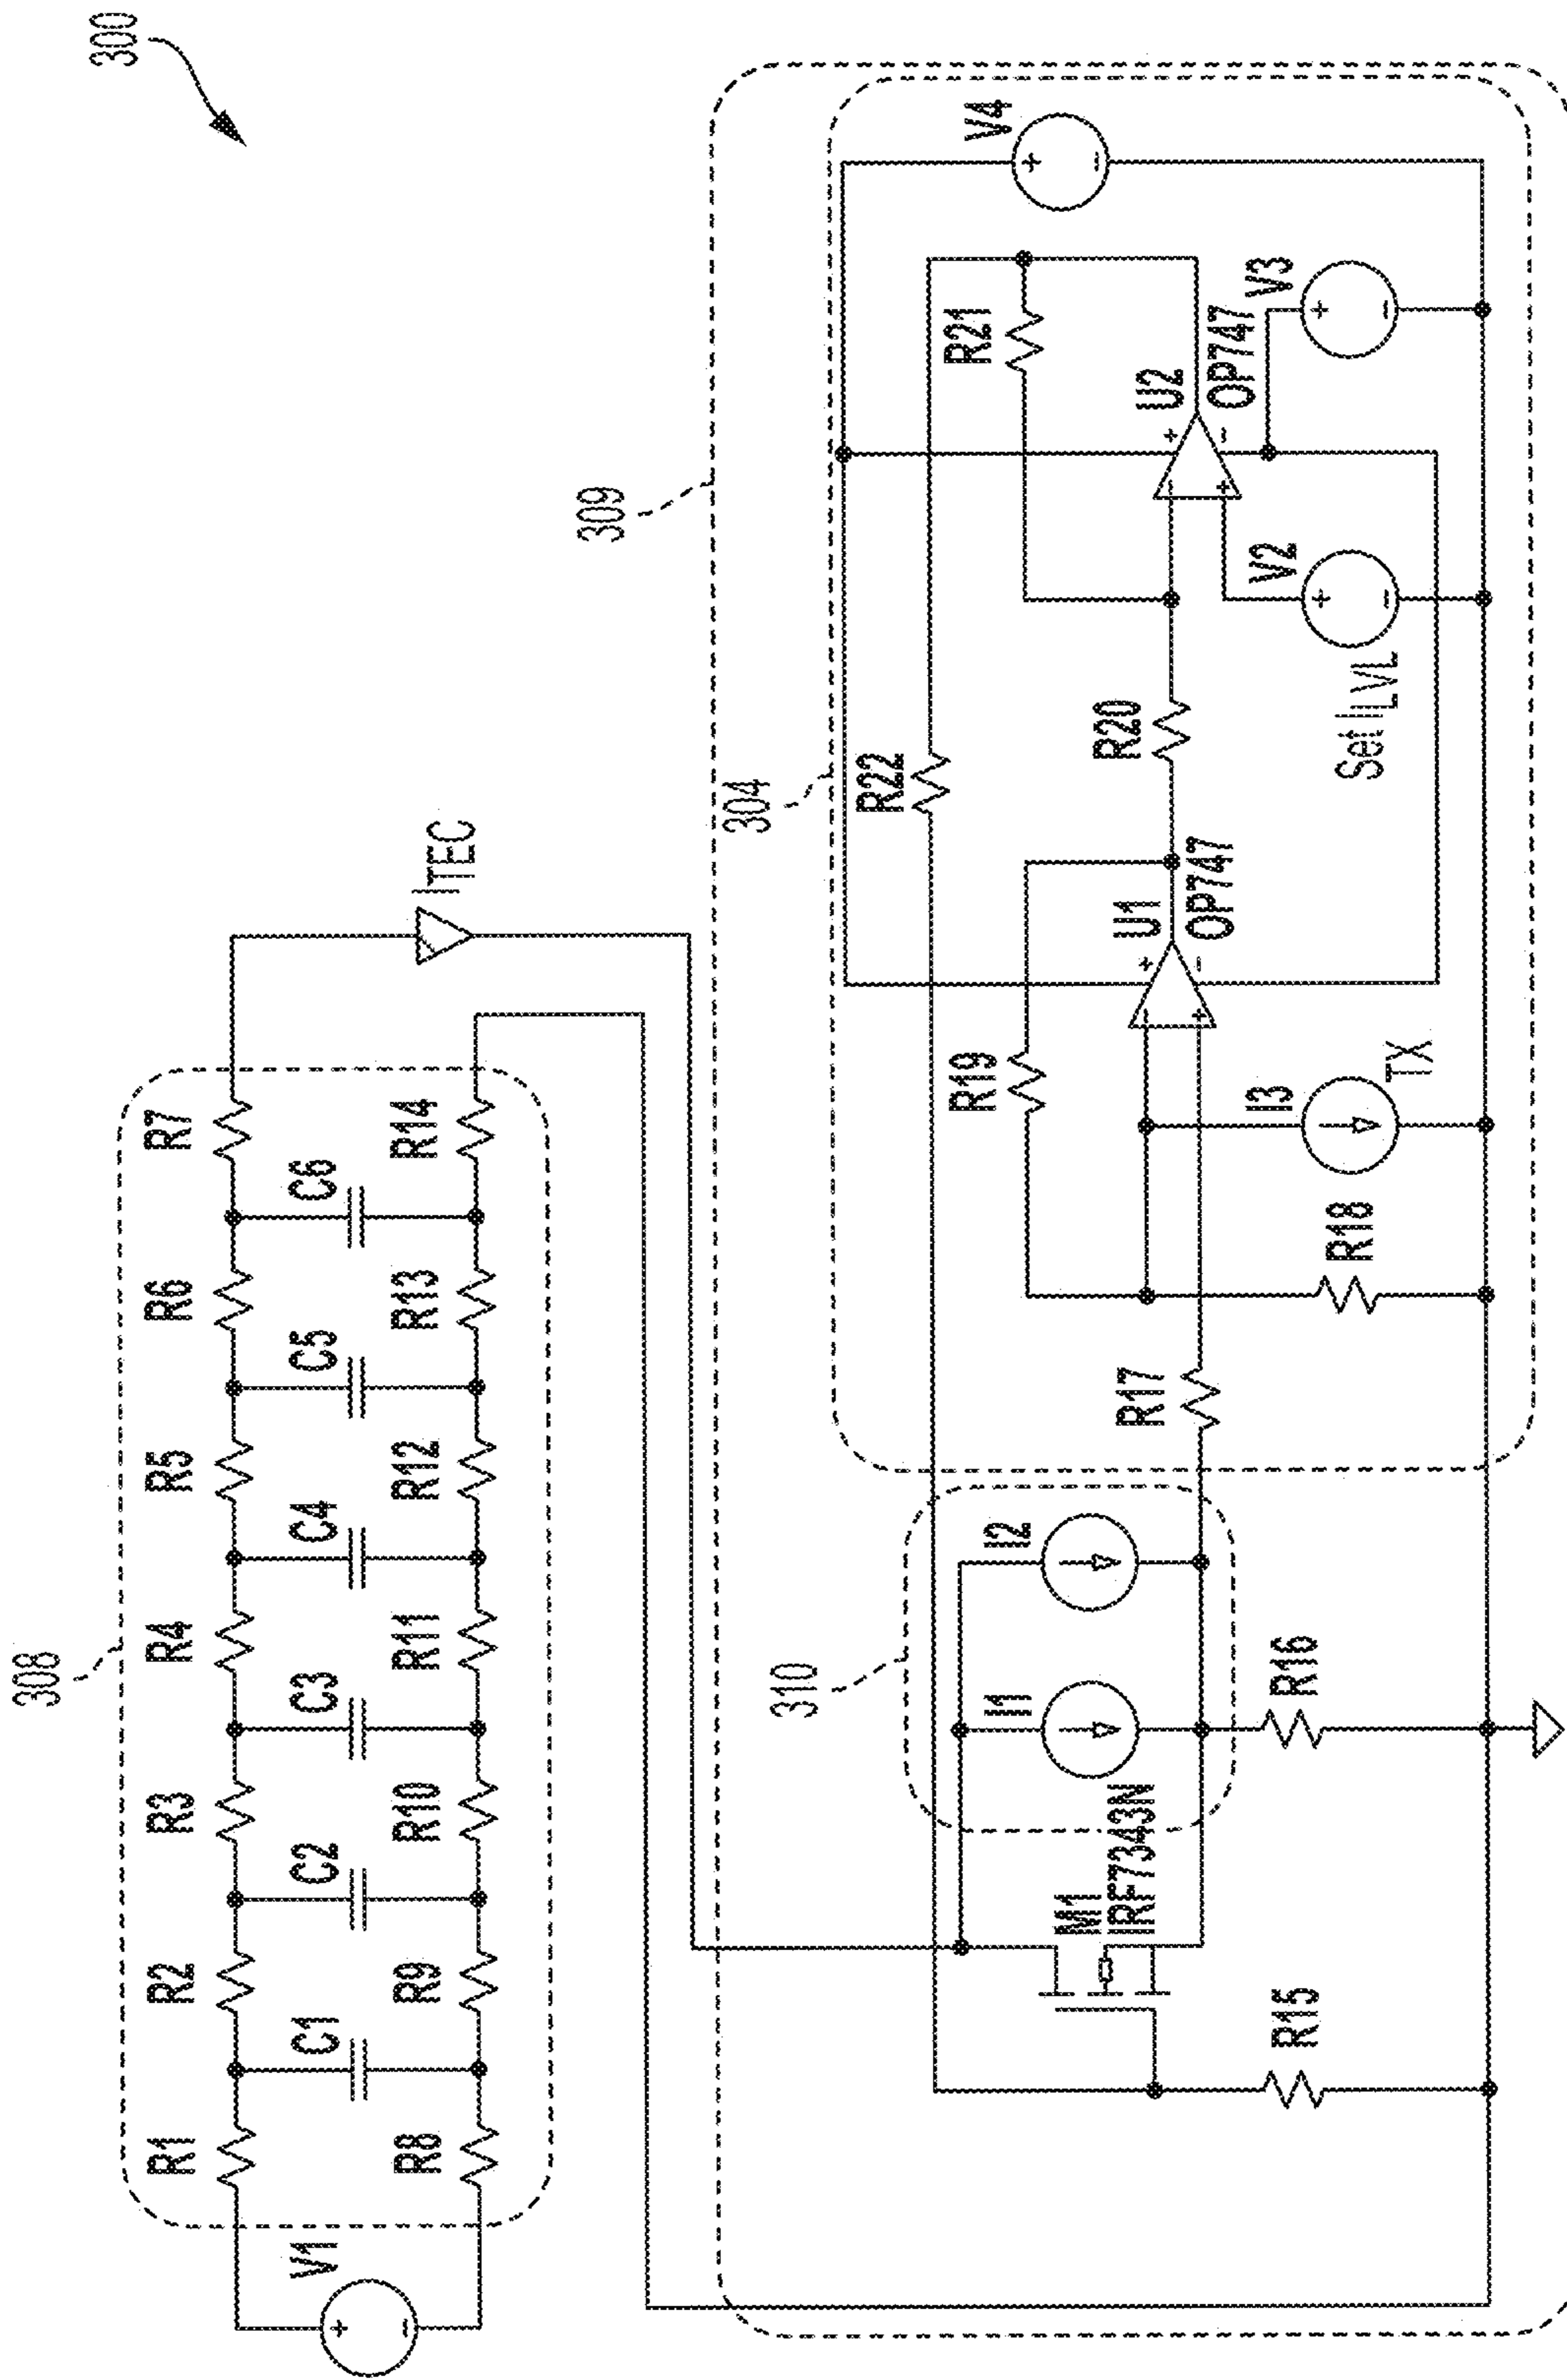 300
308
R1
R2
R3
R4
R5
R6
R7
V1
+
−
C1
C2
C3
C4
C5
C6
R8
R9
R10
R11
R12
R13
R14
ITEC
309
304
310
R22
R21
V4
+
−
R19
U1
OP747
+
−
−
+
R20
U2
OP747
+
−
−
+
I1
I2
M1
IRF7343N
R17
R15
R16
R18
I3
TX
V2
+
−
Set ILVL
V3
+
−